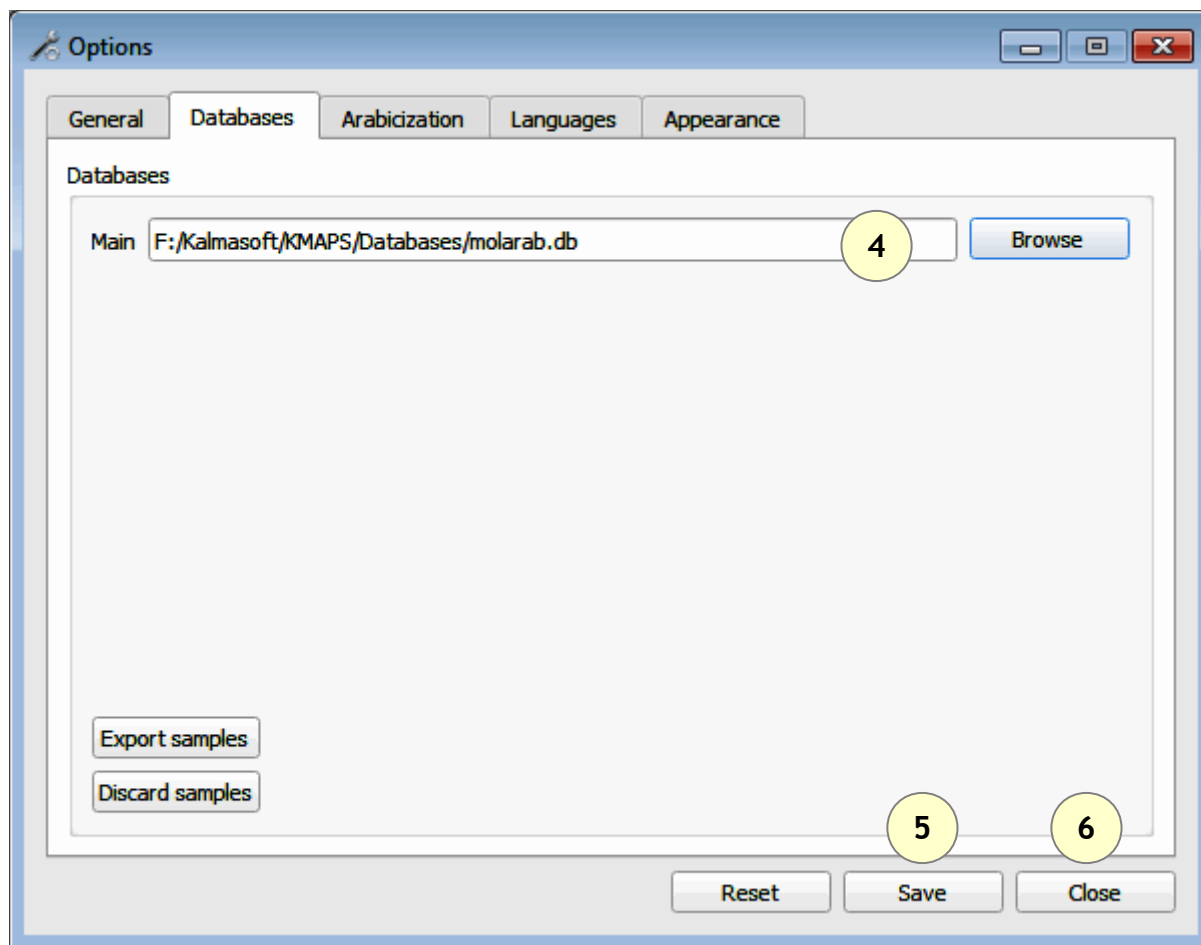 Options
General Databases Arabicization Languages Appearance
Databases
Main F:/Kalmasoft/KMAPS/Databases/molarab.db 4 Browse
Export samples
Discard samples
5 6
Reset Save Close